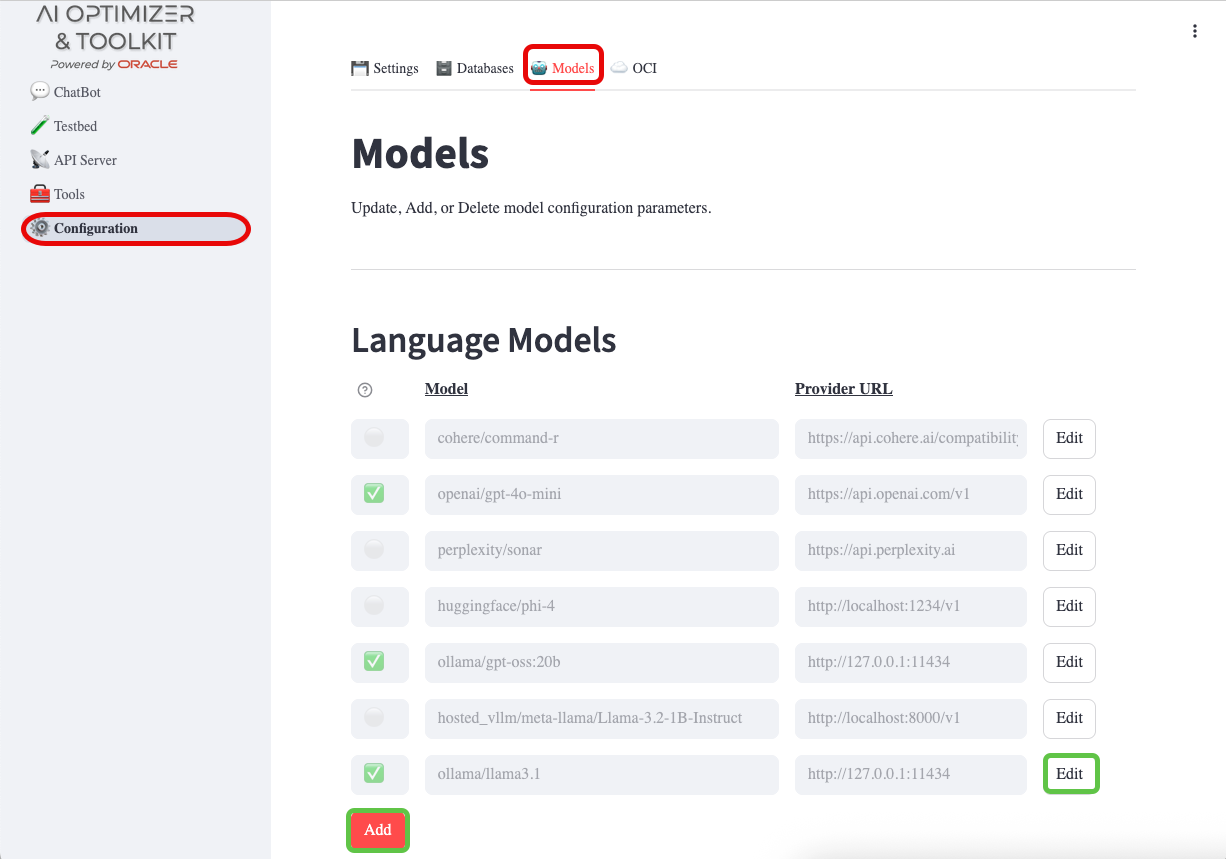 AI OPTIMIZER
& TOOLKIT
Powered by ORACLE
ChatBot
Testbed
API Server
Tools
Configuration
Settings Databases Models OCI
Models
Update, Add, or Delete model configuration parameters.
Language Models
? Model Provider URL
cohere/command-r https://api.cohere.ai/compatibility Edit
openai/gpt-4o-mini https://api.openai.com/v1 Edit
perplexity/sonar https://api.perplexity.ai Edit
huggingface/phi-4 http://localhost:1234/v1 Edit
ollama/gpt-oss:20b http://127.0.0.1:11434 Edit
hosted_vllm/meta-llama/Llama-3.2-1B-Instruct http://localhost:8000/v1 Edit
ollama/llama3.1 http://127.0.0.1:11434 Edit
Add